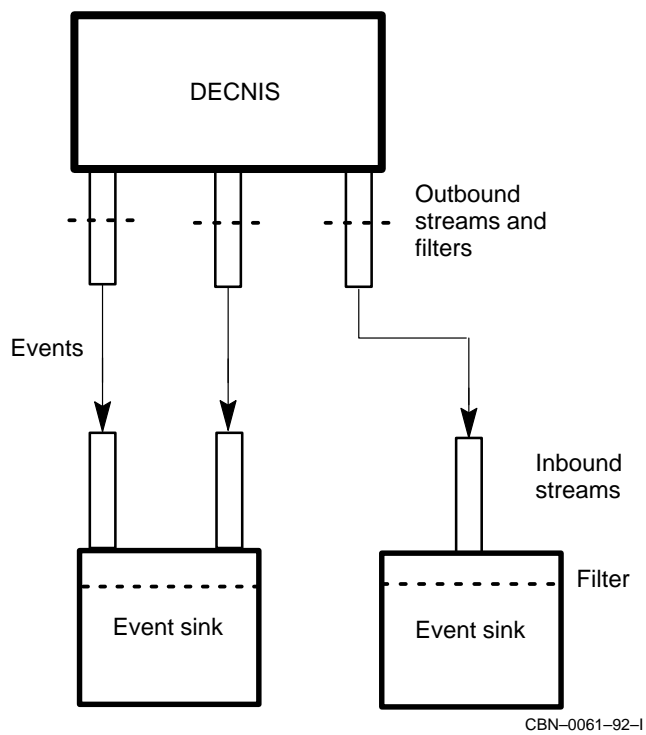 DECNIS
Outbound
streams and
filters
Events
Inbound
streams
Filter
Event sink
Event sink
CBN–0061–92–I